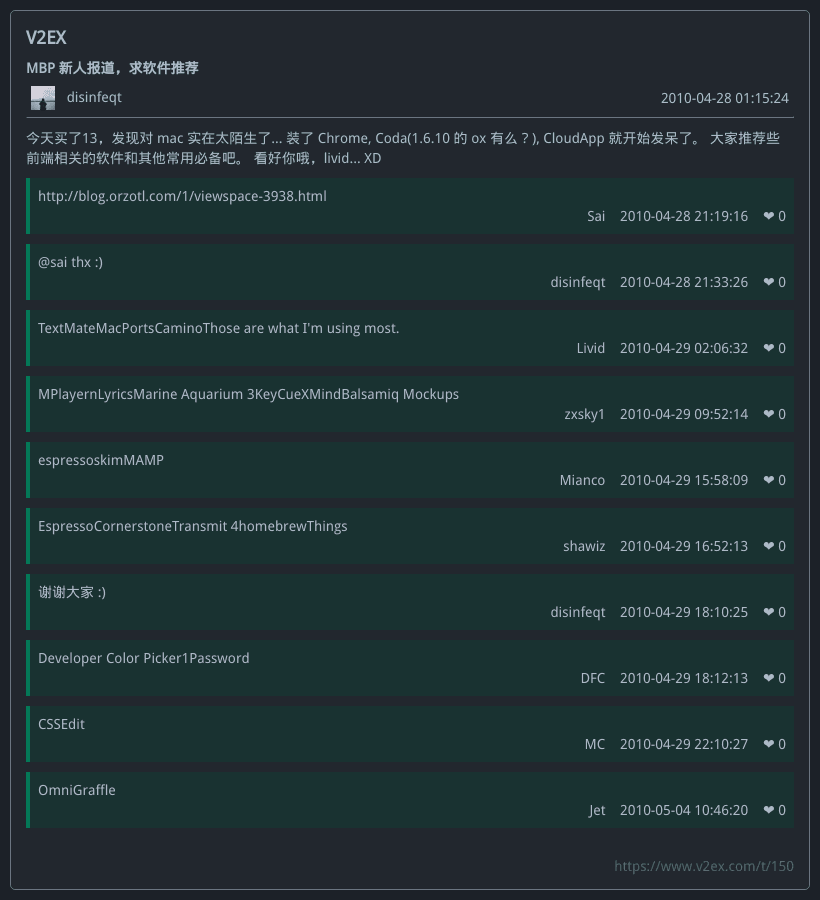 V2EX
MBP 新人报道，求软件推荐
disinfeqt 2010-04-28 01:15:24
今天买了13，发现对 mac 实在太陌生了... 装了 Chrome, Coda(1.6.10 的 ox 有么？), CloudApp 就开始发呆了。 大家推荐些
前端相关的软件和其他常用必备吧。 看好你哦，livid... XD
http://blog.orzotl.com/1/viewspace-3938.html
Sai 2010-04-28 21:19:16 ❤ 0
@sai thx :)
disinfeqt 2010-04-28 21:33:26 ❤ 0
TextMateMacPortsCaminoThose are what I'm using most.
Livid 2010-04-29 02:06:32 ❤ 0
MPlayernLyricsMarine Aquarium 3KeyCueXMindBalsamiq Mockups
zxsky1 2010-04-29 09:52:14 ❤ 0
espressoskimMAMP
Mianco 2010-04-29 15:58:09 ❤ 0
EspressoCornerstoneTransmit 4homebrewThings
shawiz 2010-04-29 16:52:13 ❤ 0
谢谢大家 :)
disinfeqt 2010-04-29 18:10:25 ❤ 0
Developer Color Picker1Password
DFC 2010-04-29 18:12:13 ❤ 0
CSSEdit
MC 2010-04-29 22:10:27 ❤ 0
OmniGraffle
Jet 2010-05-04 10:46:20 ❤ 0
https://www.v2ex.com/t/150